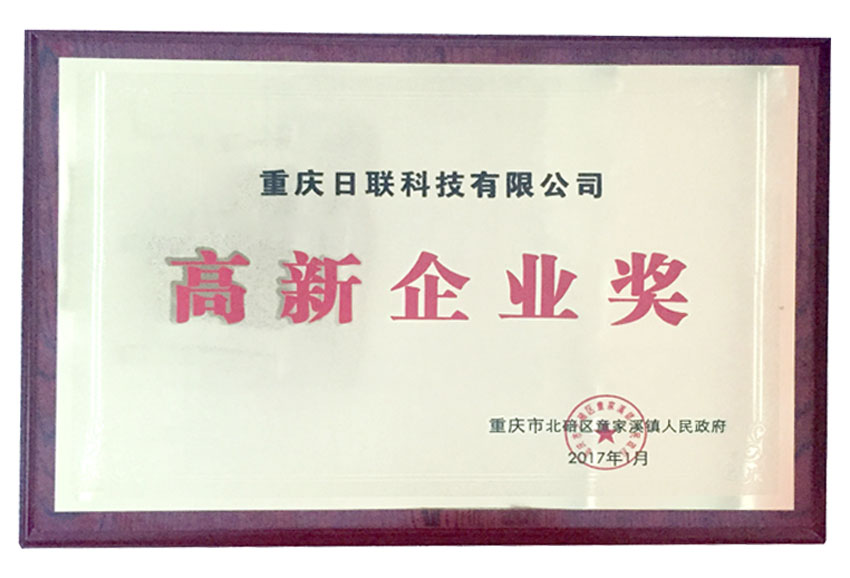 重庆日联科技有限公司
高新企业奖
重庆市北碚区童家溪镇人民政府
2017年1月